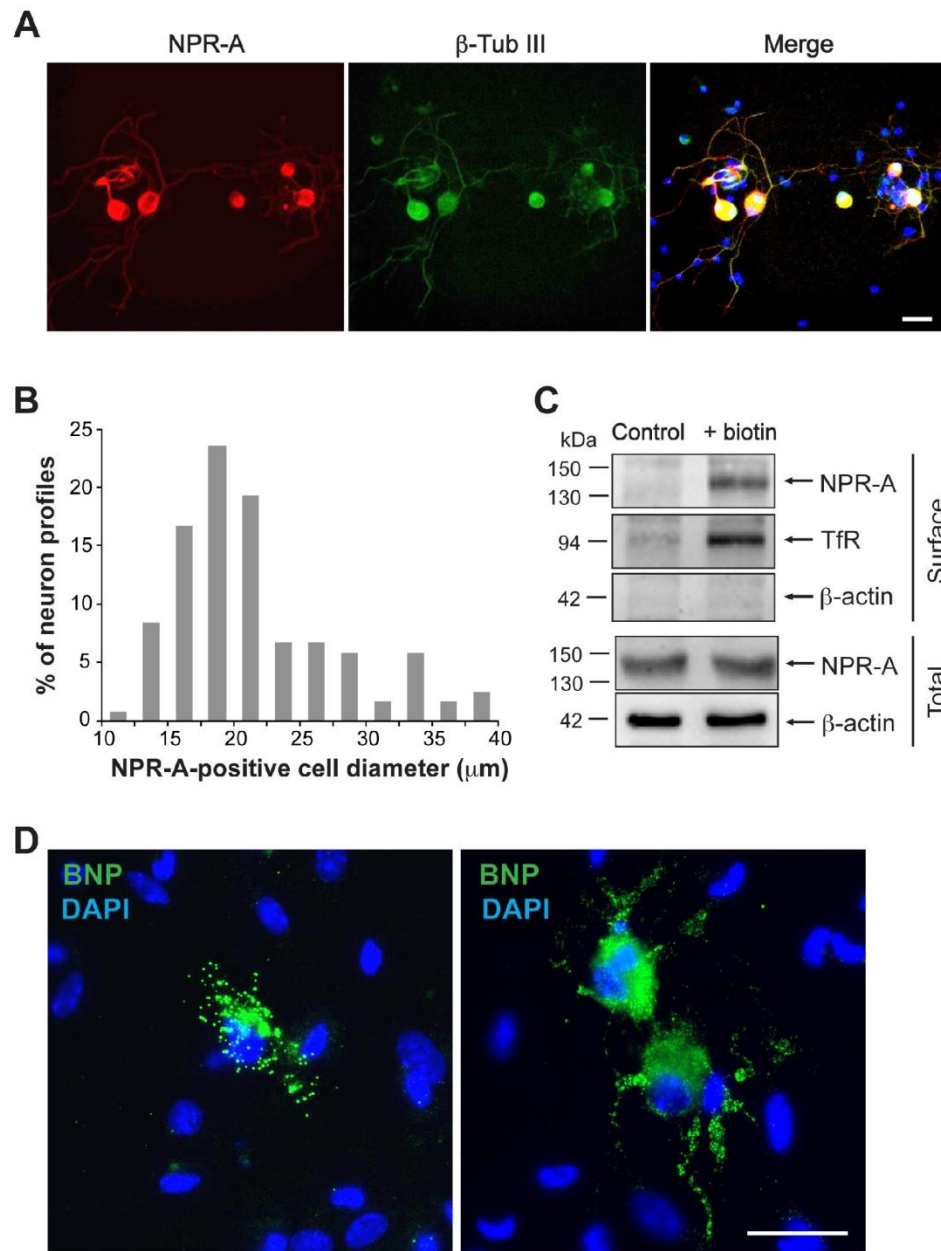 A
NPR-A
β-Tub III
Merge
B
% of neuron profiles
25
20
15
10
5
0
10
15
20
25
30
35
40
NPR-A-positive cell diameter (μm)
C
kDa
Control
+ biotin
150
130
NPR-A
94
TfR
42
β-actin
Surface
150
130
NPR-A
42
β-actin
Total
D
BNP
DAPI
BNP
DAPI